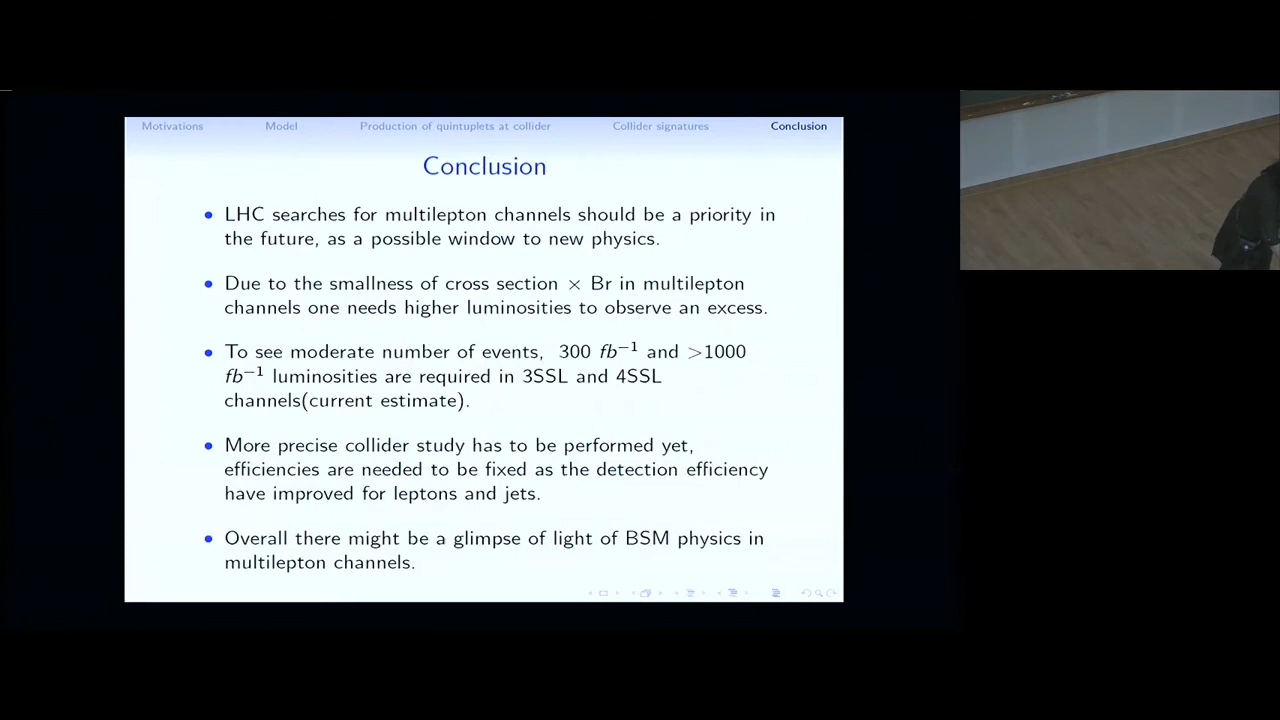 Motivations Model Production of quintuplets at collider Collider signatures Conclusion
Conclusion
• LHC searches for multilepton channels should be a priority in
the future, as a possible window to new physics.
• Due to the smallness of cross section × Br in multilepton
channels one needs higher luminosities to observe an excess.
• To see moderate number of events, 300 fb⁻¹ and >1000
fb⁻¹ luminosities are required in 3SSL and 4SSL
channels(current estimate).
• More precise collider study has to be performed yet,
efficiencies are needed to be fixed as the detection efficiency
have improved for leptons and jets.
• Overall there might be a glimpse of light of BSM physics in
multilepton channels.